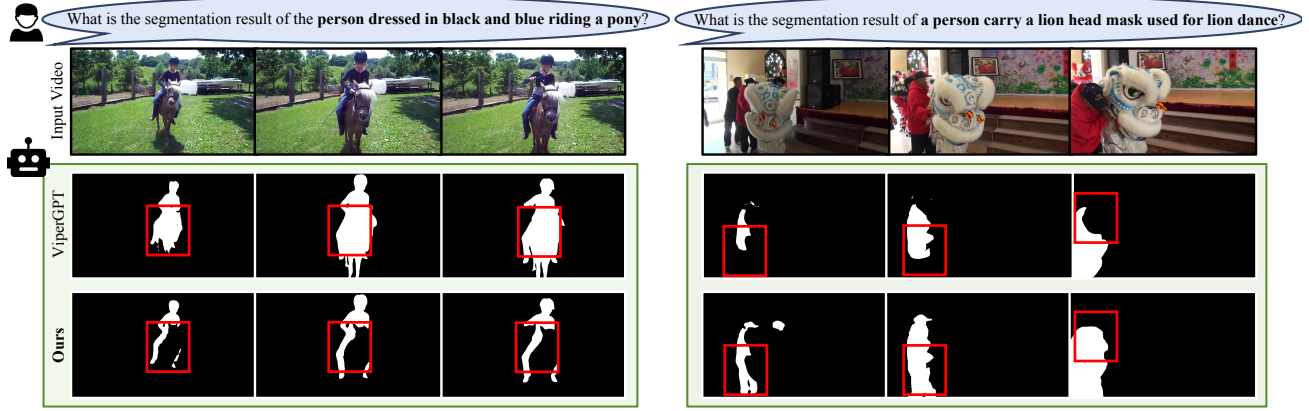 What is the segmentation result of the person dressed in black and blue riding a pony?
What is the segmentation result of a person carry a lion head mask used for lion dance?
Input Video
ViperGPT
Ours